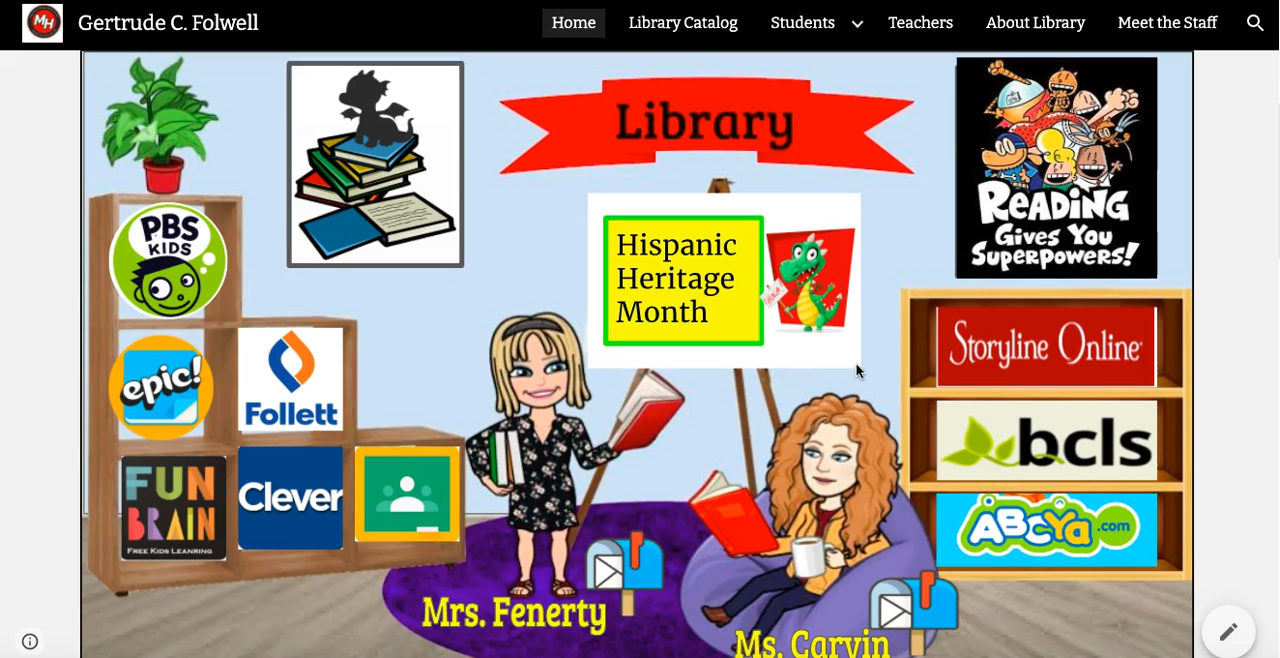 MH
Gertrude C. Folwell
Home
Library Catalog
Students
Teachers
About Library
Meet the Staff
Library
READING
GIVES YOU
SUPERPOWERS!
PBS
KIDS
Hispanic
Heritage
Month
epic!
Follett
Storyline Online
bcls
FUN
BRAIN
FREE KIDS LEANRING
Clever
ABCYa.com
Mrs. Fenerty
Ms. Carvin